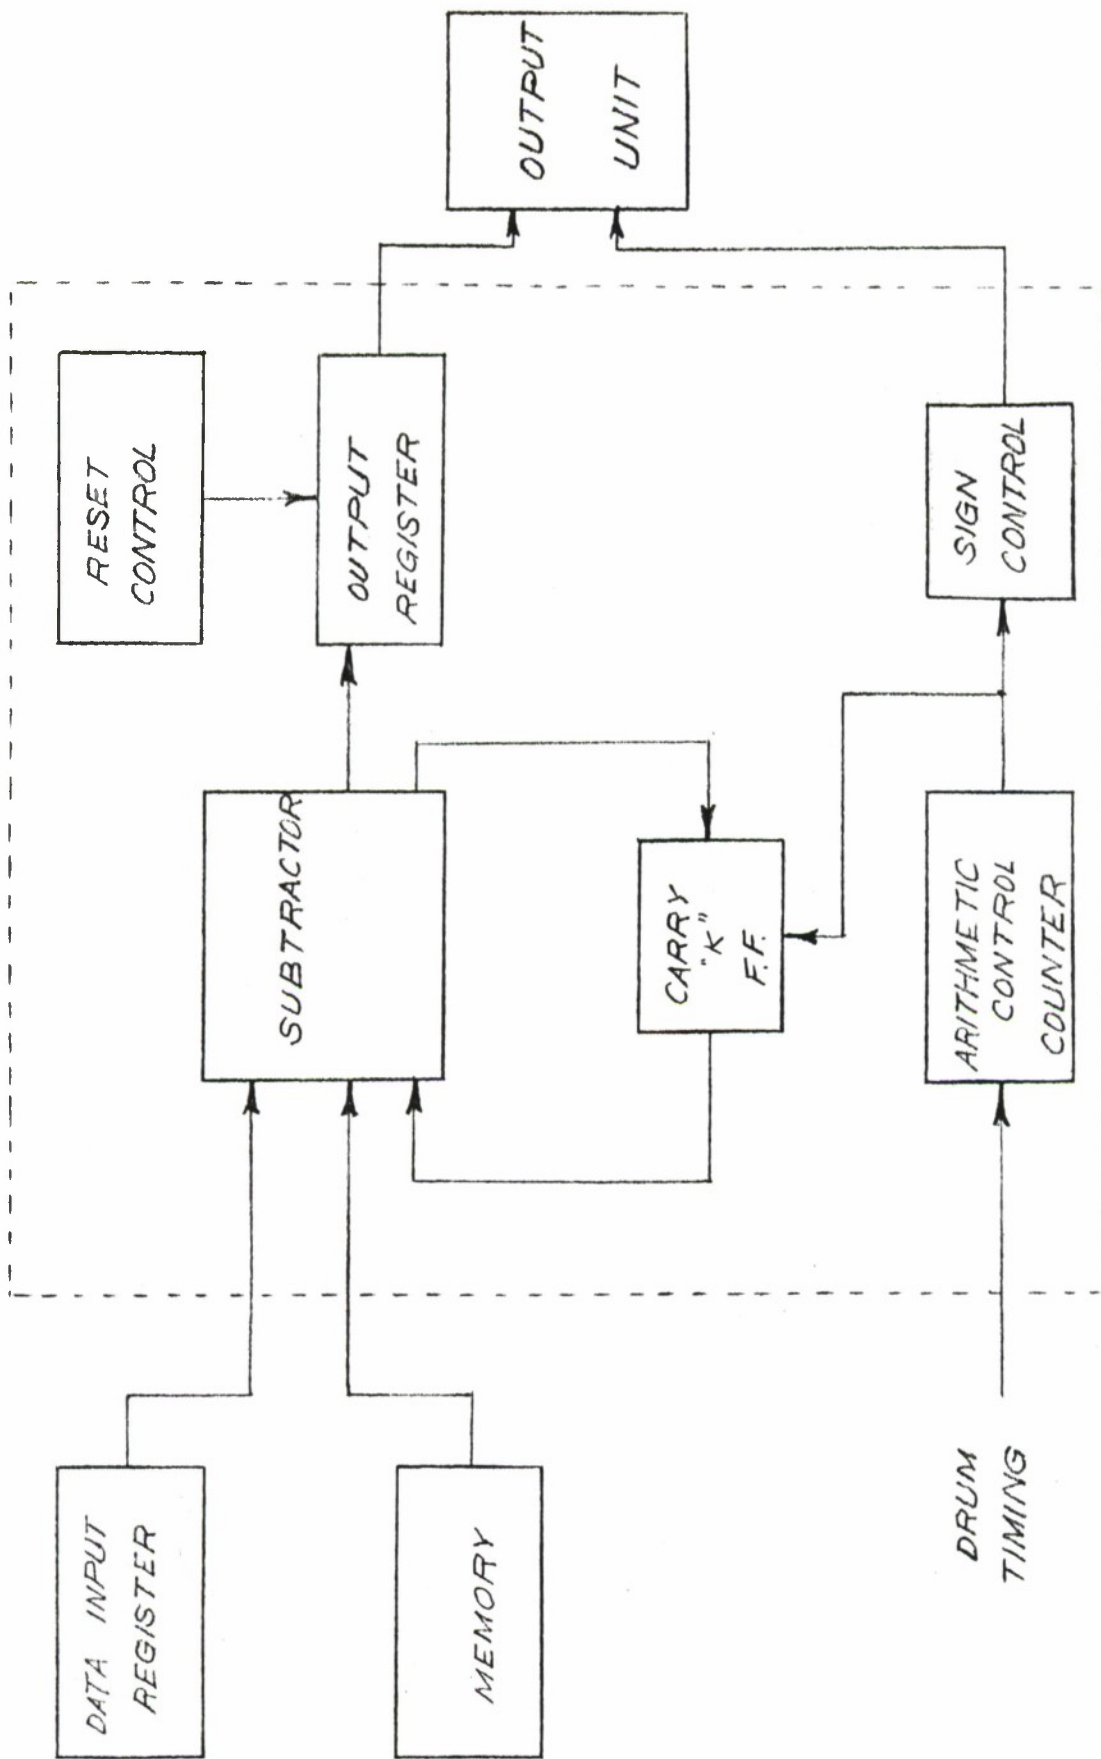 DATA INPUT
REGISTER
MEMORY
DRUM
TIMING
SUBTRACTOR
CARRY
"K"
F.F.
ARITHMETIC
CONTROL
COUNTER
RESET
CONTROL
OUTPUT
REGISTER
SIGN
CONTROL
OUTPUT
UNIT